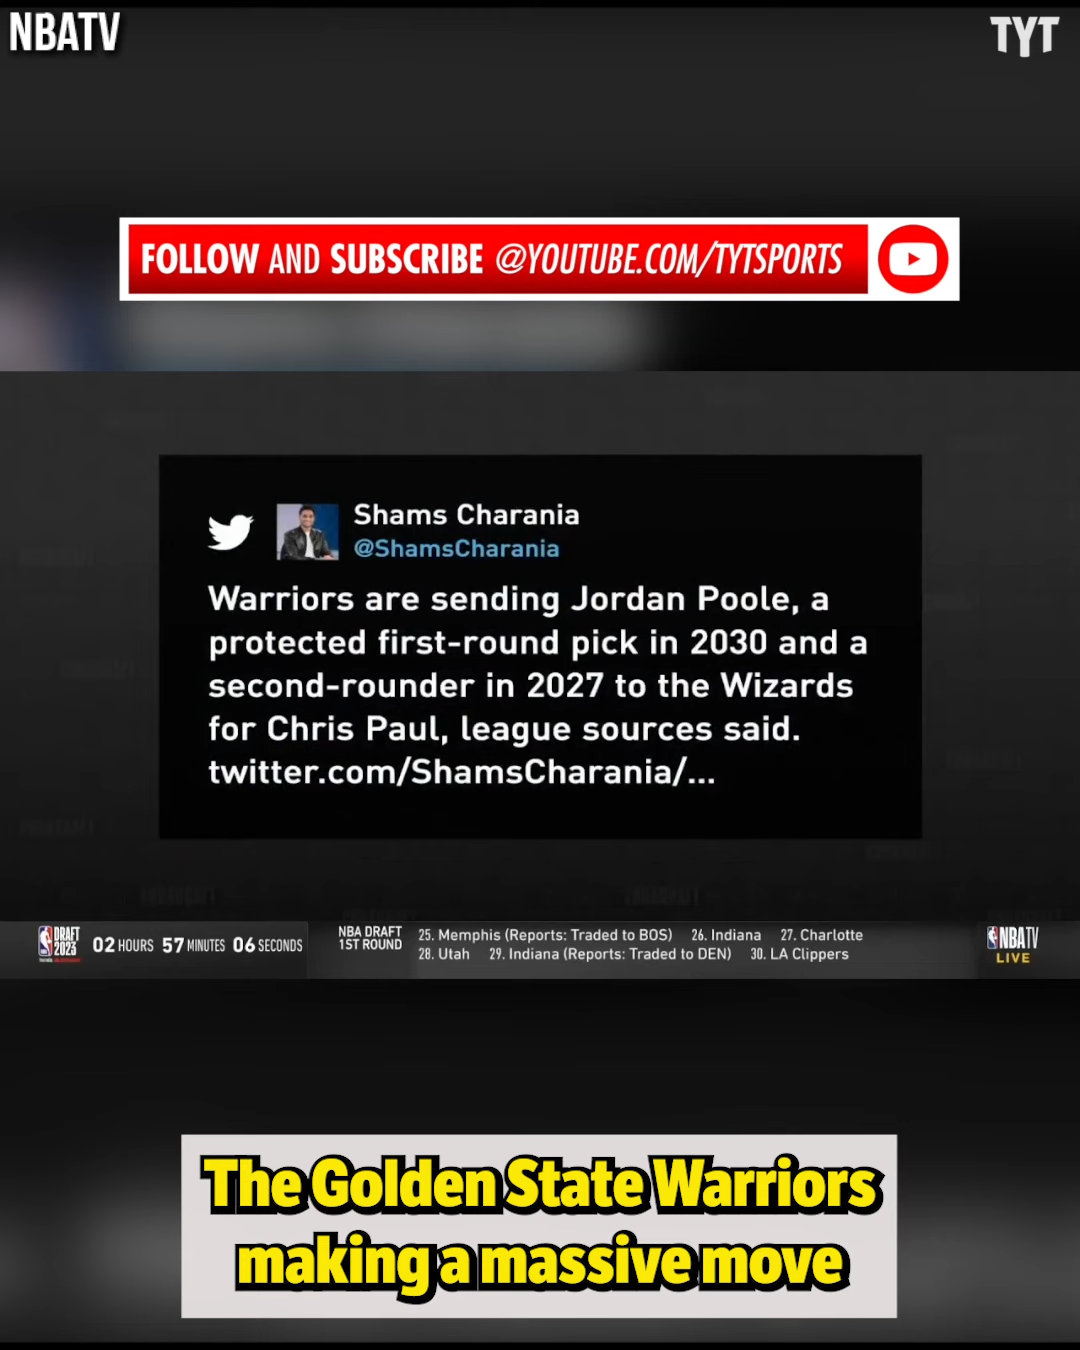 NBATV
TYT
FOLLOW AND SUBSCRIBE @YOUTUBE.COM/TYTSPORTS
Shams Charania
@ShamsCharania
Warriors are sending Jordan Poole, a
protected first-round pick in 2030 and a
second-rounder in 2027 to the Wizards
for Chris Paul, league sources said.
twitter.com/ShamsCharania/...
DRAFT
2023
02 HOURS 57 MINUTES 06 SECONDS
NBA DRAFT
1ST ROUND
25. Memphis (Reports: Traded to BOS) 26. Indiana 27. Charlotte
28. Utah 29. Indiana (Reports: Traded to DEN) 30. LA Clippers
NBATV
LIVE
The Golden State Warriors
making a massive move